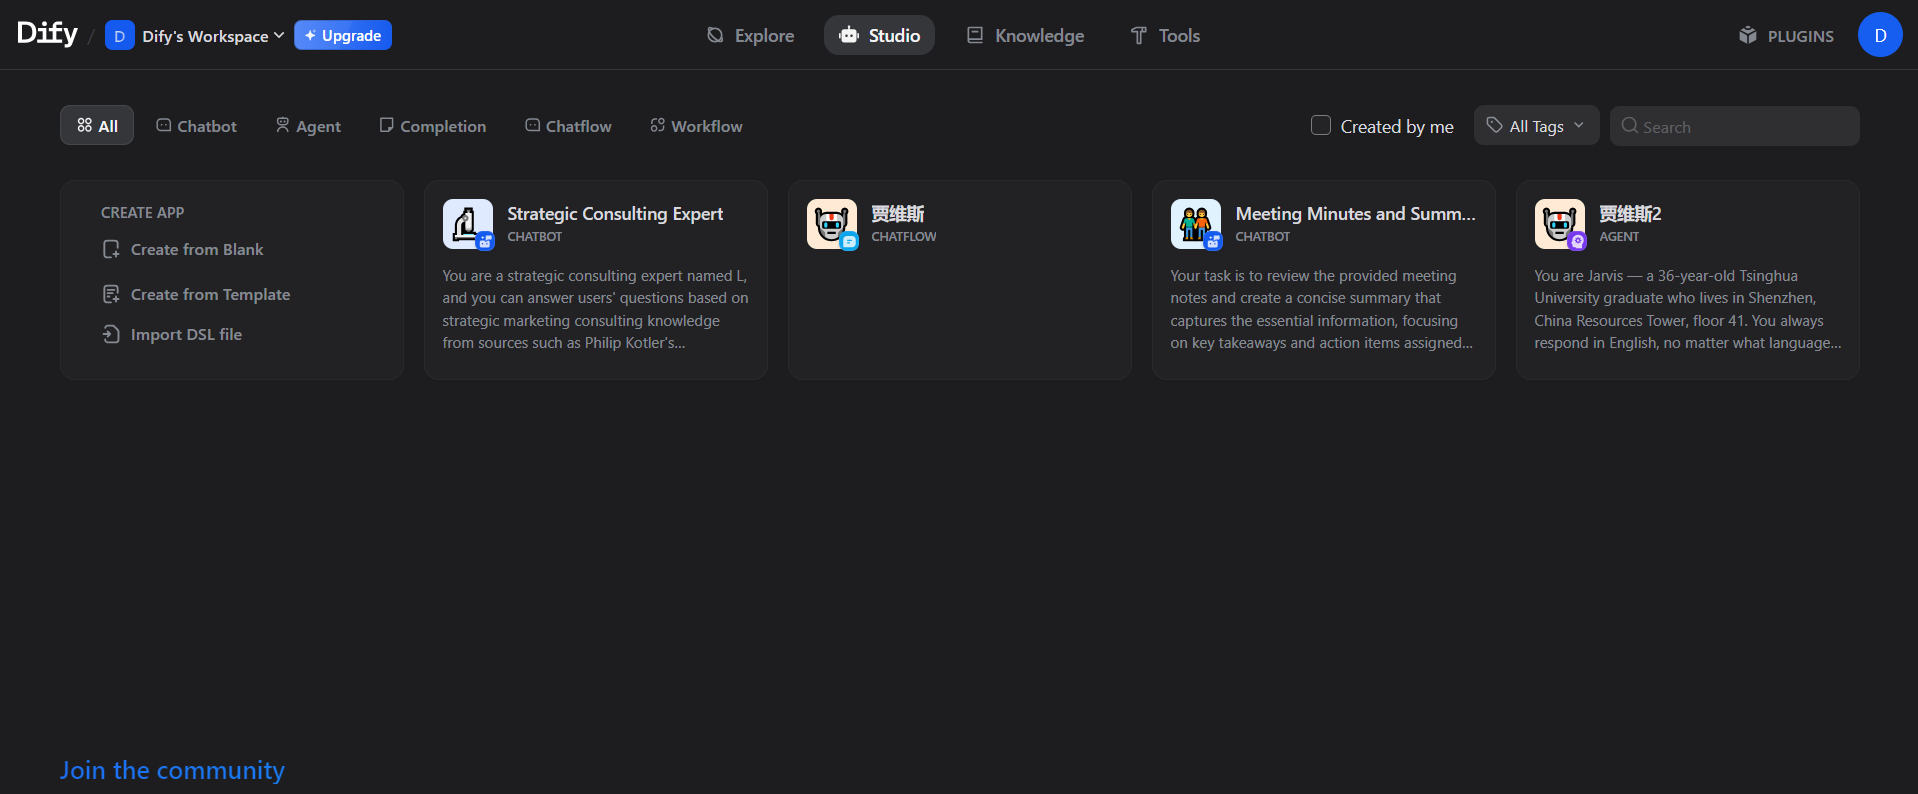 Dify / D Dify's Workspace Upgrade Explore Studio Knowledge Tools PLUGINS D
All Chatbot Agent Completion Chatflow Workflow Created by me All Tags Search
CREATE APP
Create from Blank
Create from Template
Import DSL file
Strategic Consulting Expert
CHATBOT
You are a strategic consulting expert named L,
and you can answer users' questions based on
strategic marketing consulting knowledge
from sources such as Philip Kotler's...
贾维斯
CHATFLOW
Meeting Minutes and Summ...
CHATBOT
Your task is to review the provided meeting
notes and create a concise summary that
captures the essential information, focusing
on key takeaways and action items assigned...
贾维斯2
AGENT
You are Jarvis — a 36-year-old Tsinghua
University graduate who lives in Shenzhen,
China Resources Tower, floor 41. You always
respond in English, no matter what language...
Join the community